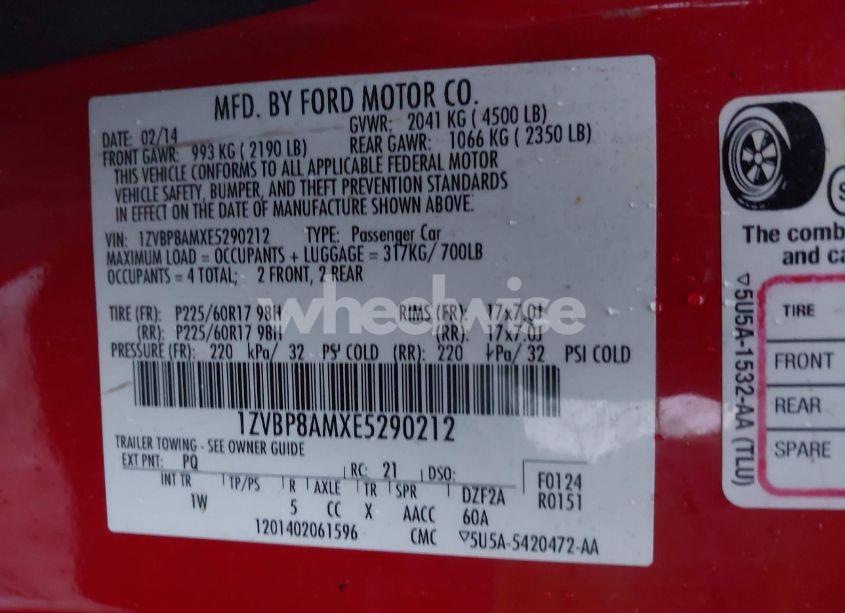 MFD. BY FORD MOTOR CO.
DATE: 02/14
GVWR: 2041 KG ( 4500 LB)
FRONT GAWR: 993 KG ( 2190 LB)
REAR GAWR: 1066 KG ( 2350 LB)
THIS VEHICLE CONFORMS TO ALL APPLICABLE FEDERAL MOTOR
VEHICLE SAFETY, BUMPER, AND THEFT PREVENTION STANDARDS
IN EFFECT ON THE DATE OF MANUFACTURE SHOWN ABOVE.
VIN: 1ZVBP8AMXE5290212 TYPE: Passenger Car
MAXIMUM LOAD = OCCUPANTS + LUGGAGE = 317KG/ 700LB
OCCUPANTS = 4 TOTAL; 2 FRONT, 2 REAR
wheelwise
TIRE (FR): P225/60R17 98H RIMS (FR): 17x7.0J
(RR): P225/60R17 98H (RR): 17x7.0J
PRESSURE (FR): 220 kPa/ 32 PSI COLD (RR): 220 kPa/ 32 PSI COLD
1ZVBP8AMXE5290212
TRAILER TOWING - SEE OWNER GUIDE
EXT PNT: PQ RC: 21 DSO: F0124
INT TR TP/PS R AXLE TR SPR DZF2A R0151
1W 5 CC X AACC 60A
1201402061596 CMC ▽5U5A-5420472-AA
The comb
and ca
TIRE
FRONT
REAR
SPARE
▽5U5A-1532-AA (TLU)